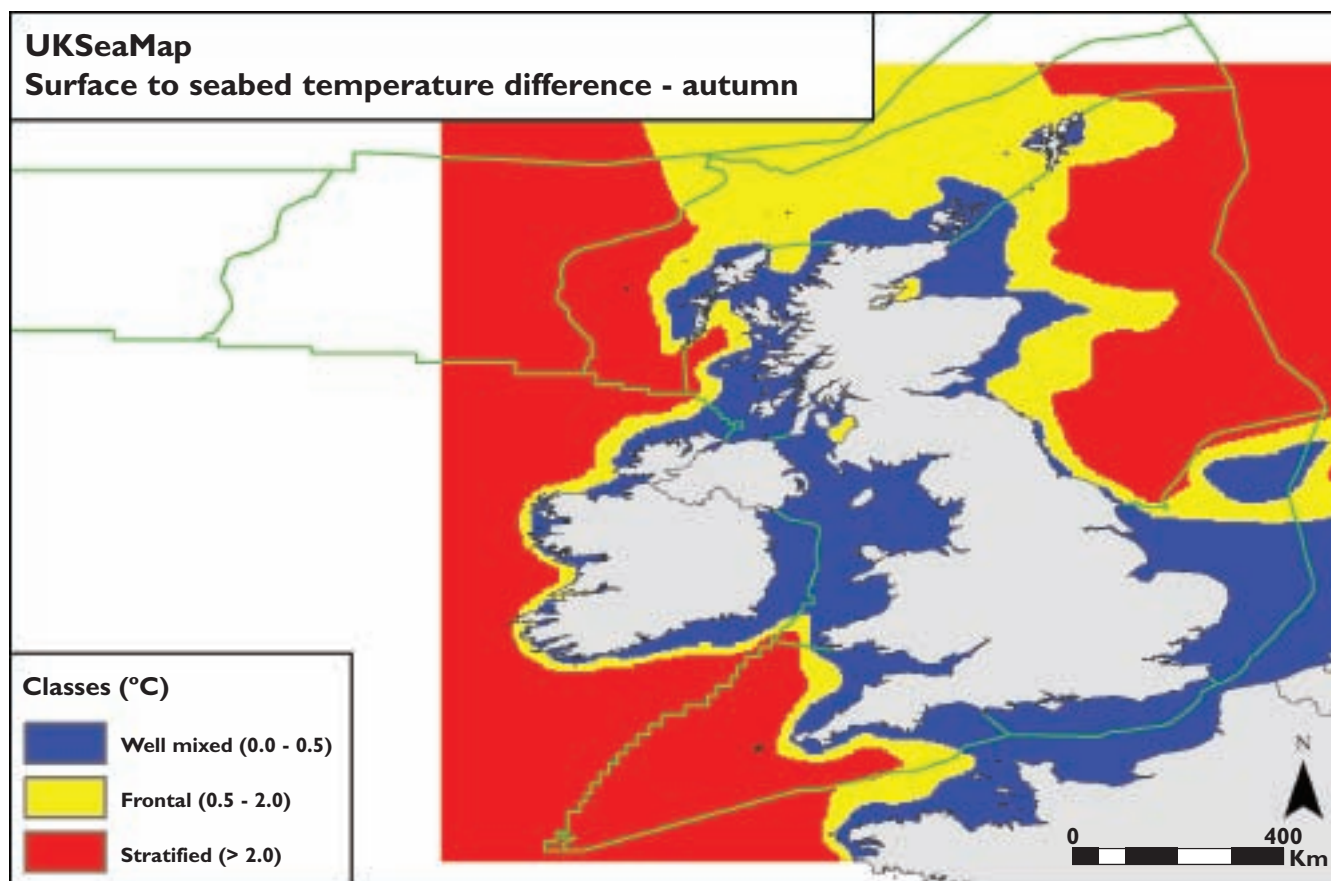 UKSeaMap
Surface to seabed temperature difference - autumn
Classes (ºC)
Well mixed (0.0 - 0.5)
Frontal (0.5 - 2.0)
Stratified (> 2.0)
N
0 400
Km